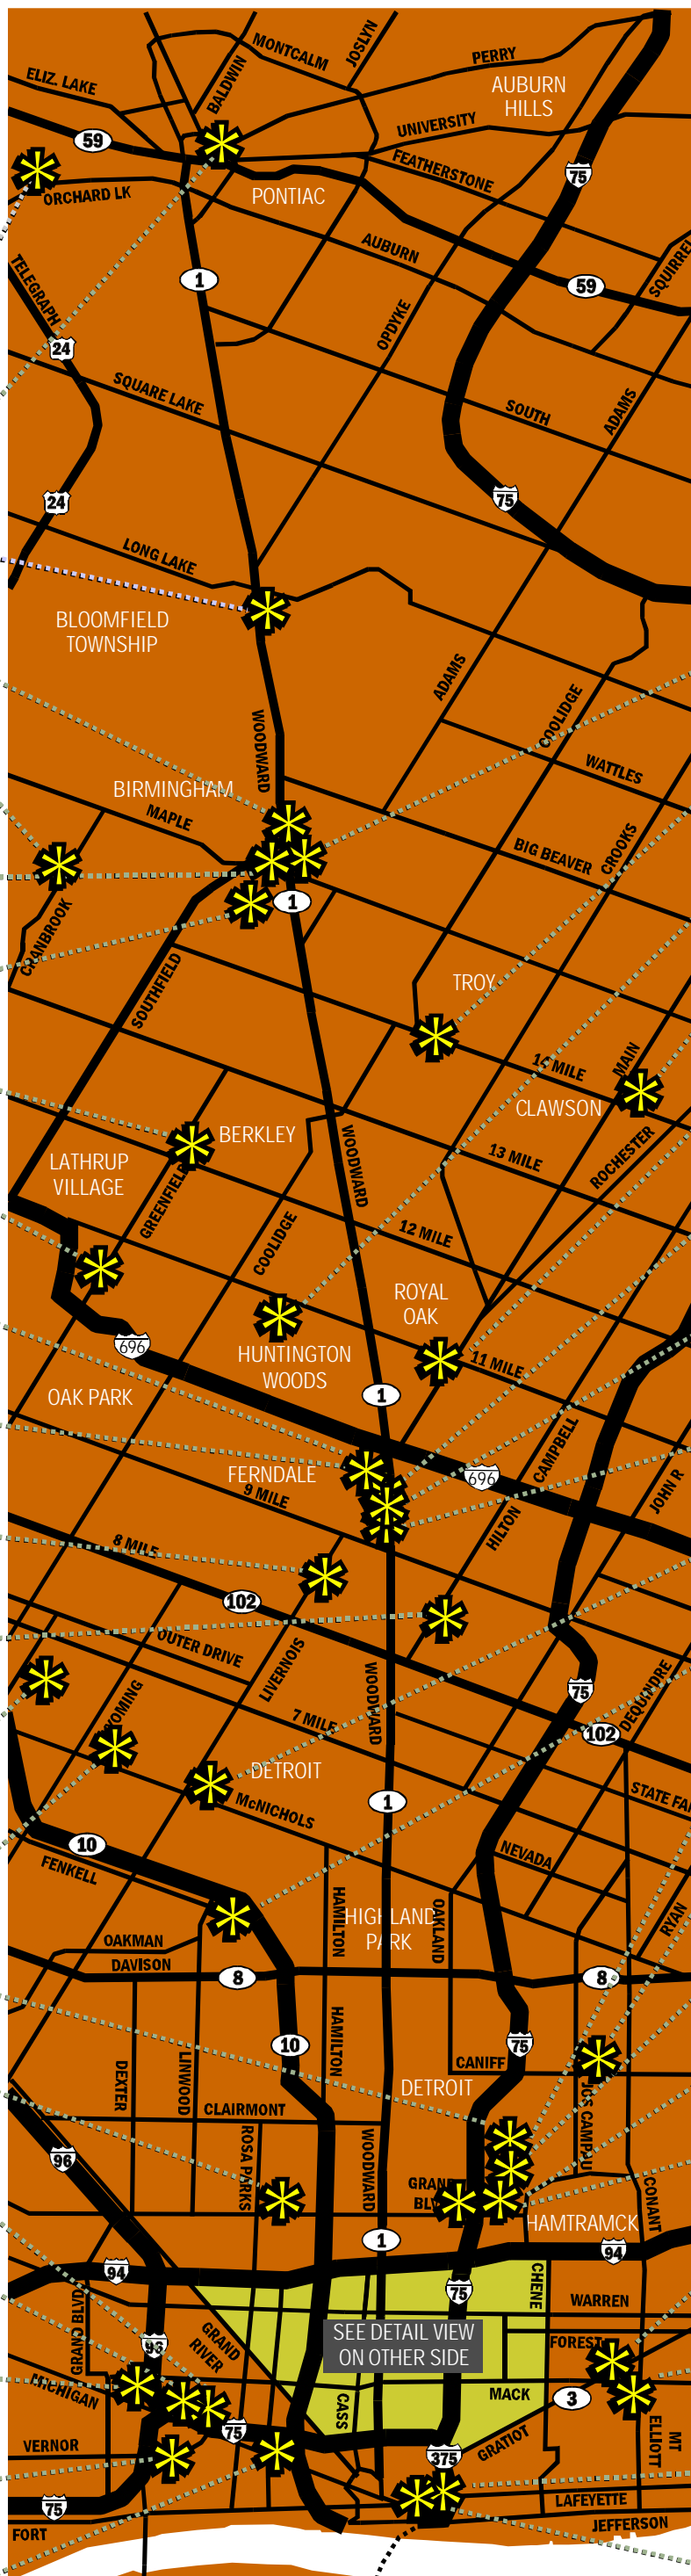 MONTCALM
JOSLYN
PERRY
ELIZ. LAKE
BALDWIN
AUBURN
HILLS
UNIVERSITY
59
FEATHERSTONE
75
ORCHARD LK
PONTIAC
AUBURN
SQUIRREL
TELEGRAPH
1
59
OPDYKE
24
SQUARE LAKE
SOUTH
ADAMS
24
75
LONG LAKE
BLOOMFIELD
TOWNSHIP
ADAMS
COOLIDGE
WOODWARD
WATTLES
BIRMINGHAM
MAPLE
BIG BEAVER
CROOKS
1
CRANBROOK
SOUTHFIELD
TROY
MAIN
14 MILE
CLAWSON
BERKLEY
WOODWARD
13 MILE
ROCHESTER
LATHRUP
VILLAGE
GREENFIELD
COOLIDGE
12 MILE
ROYAL
OAK
696
HUNTINGTON
WOODS
11 MILE
OAK PARK
1
CAMPBELL
FERNDALE
696
JOHN R
9 MILE
HILTON
8 MILE
102
OUTER DRIVE
LIVERNOIS
WOODWARD
75
DEQUINDRE
WYOMING
7 MILE
102
DETROIT
McNICHOLS
1
STATE FA
10
NEVADA
FENKELL
HAMILTON
HIGHLAND
PARK
OAKLAND
RYAN
OAKMAN
DAVISON
8
8
HAMILTON
10
75
DEXTER
LINWOOD
CANIFF
DETROIT
JOS CAMPAU
CLAIRMONT
ROSA PARKS
WOODWARD
96
GRAND
BLVD
CONANT
HAMTRAMCK
1
94
94
75
CHENE
GRAND BLVD
WARREN
GRAND
RIVER
SEE DETAIL VIEW
ON OTHER SIDE
96
FOREST
MICHIGAN
MACK
3
CASS
75
VERNOR
375
GRATIOT
MT
ELLIOTT
75
LAFEYETTE
JEFFERSON
FORT